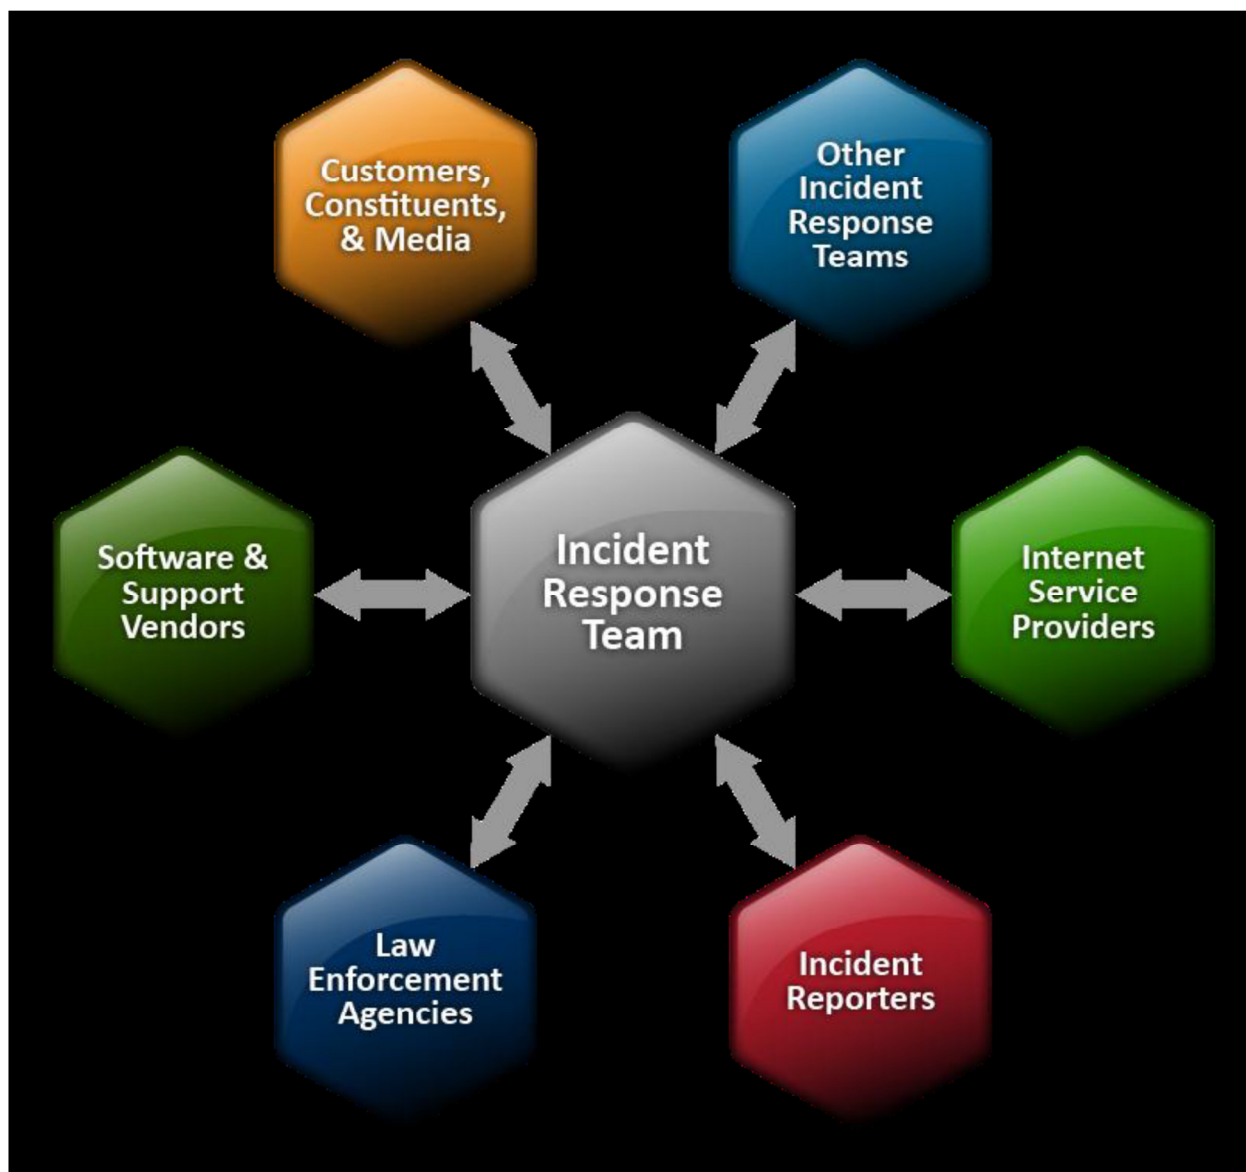 Customers,
Constituents,
& Media
Other
Incident
Response
Teams
Software &
Support
Vendors
Incident
Response
Team
Internet
Service
Providers
Law
Enforcement
Agencies
Incident
Reporters